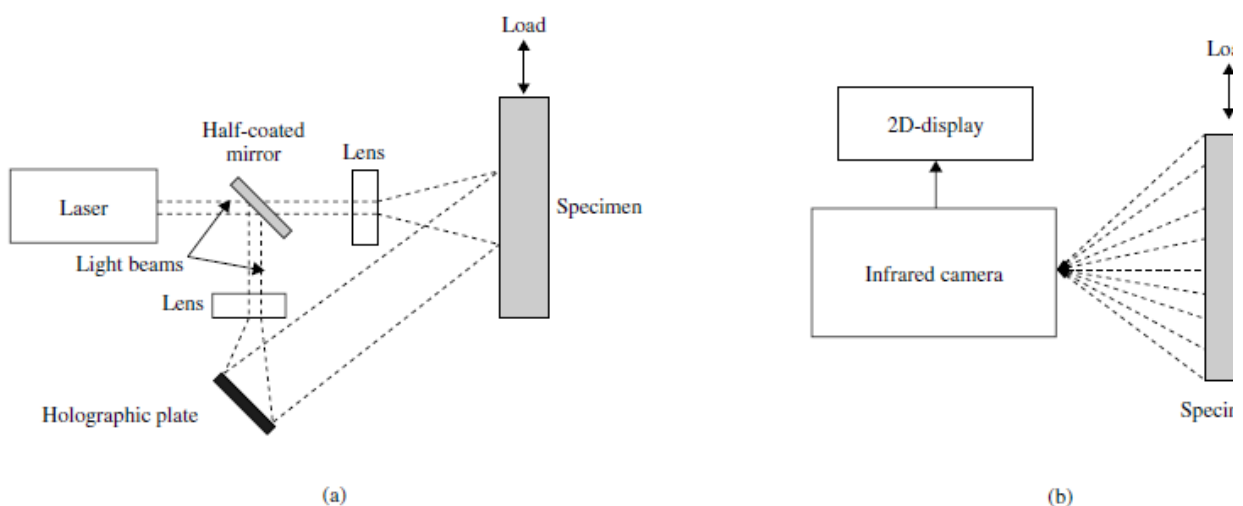 Load
Half-coated
mirror
Lens
Laser
Specimen
Light beams
Lens
Holographic plate
(a)
2D-display
Infrared camera
(b)